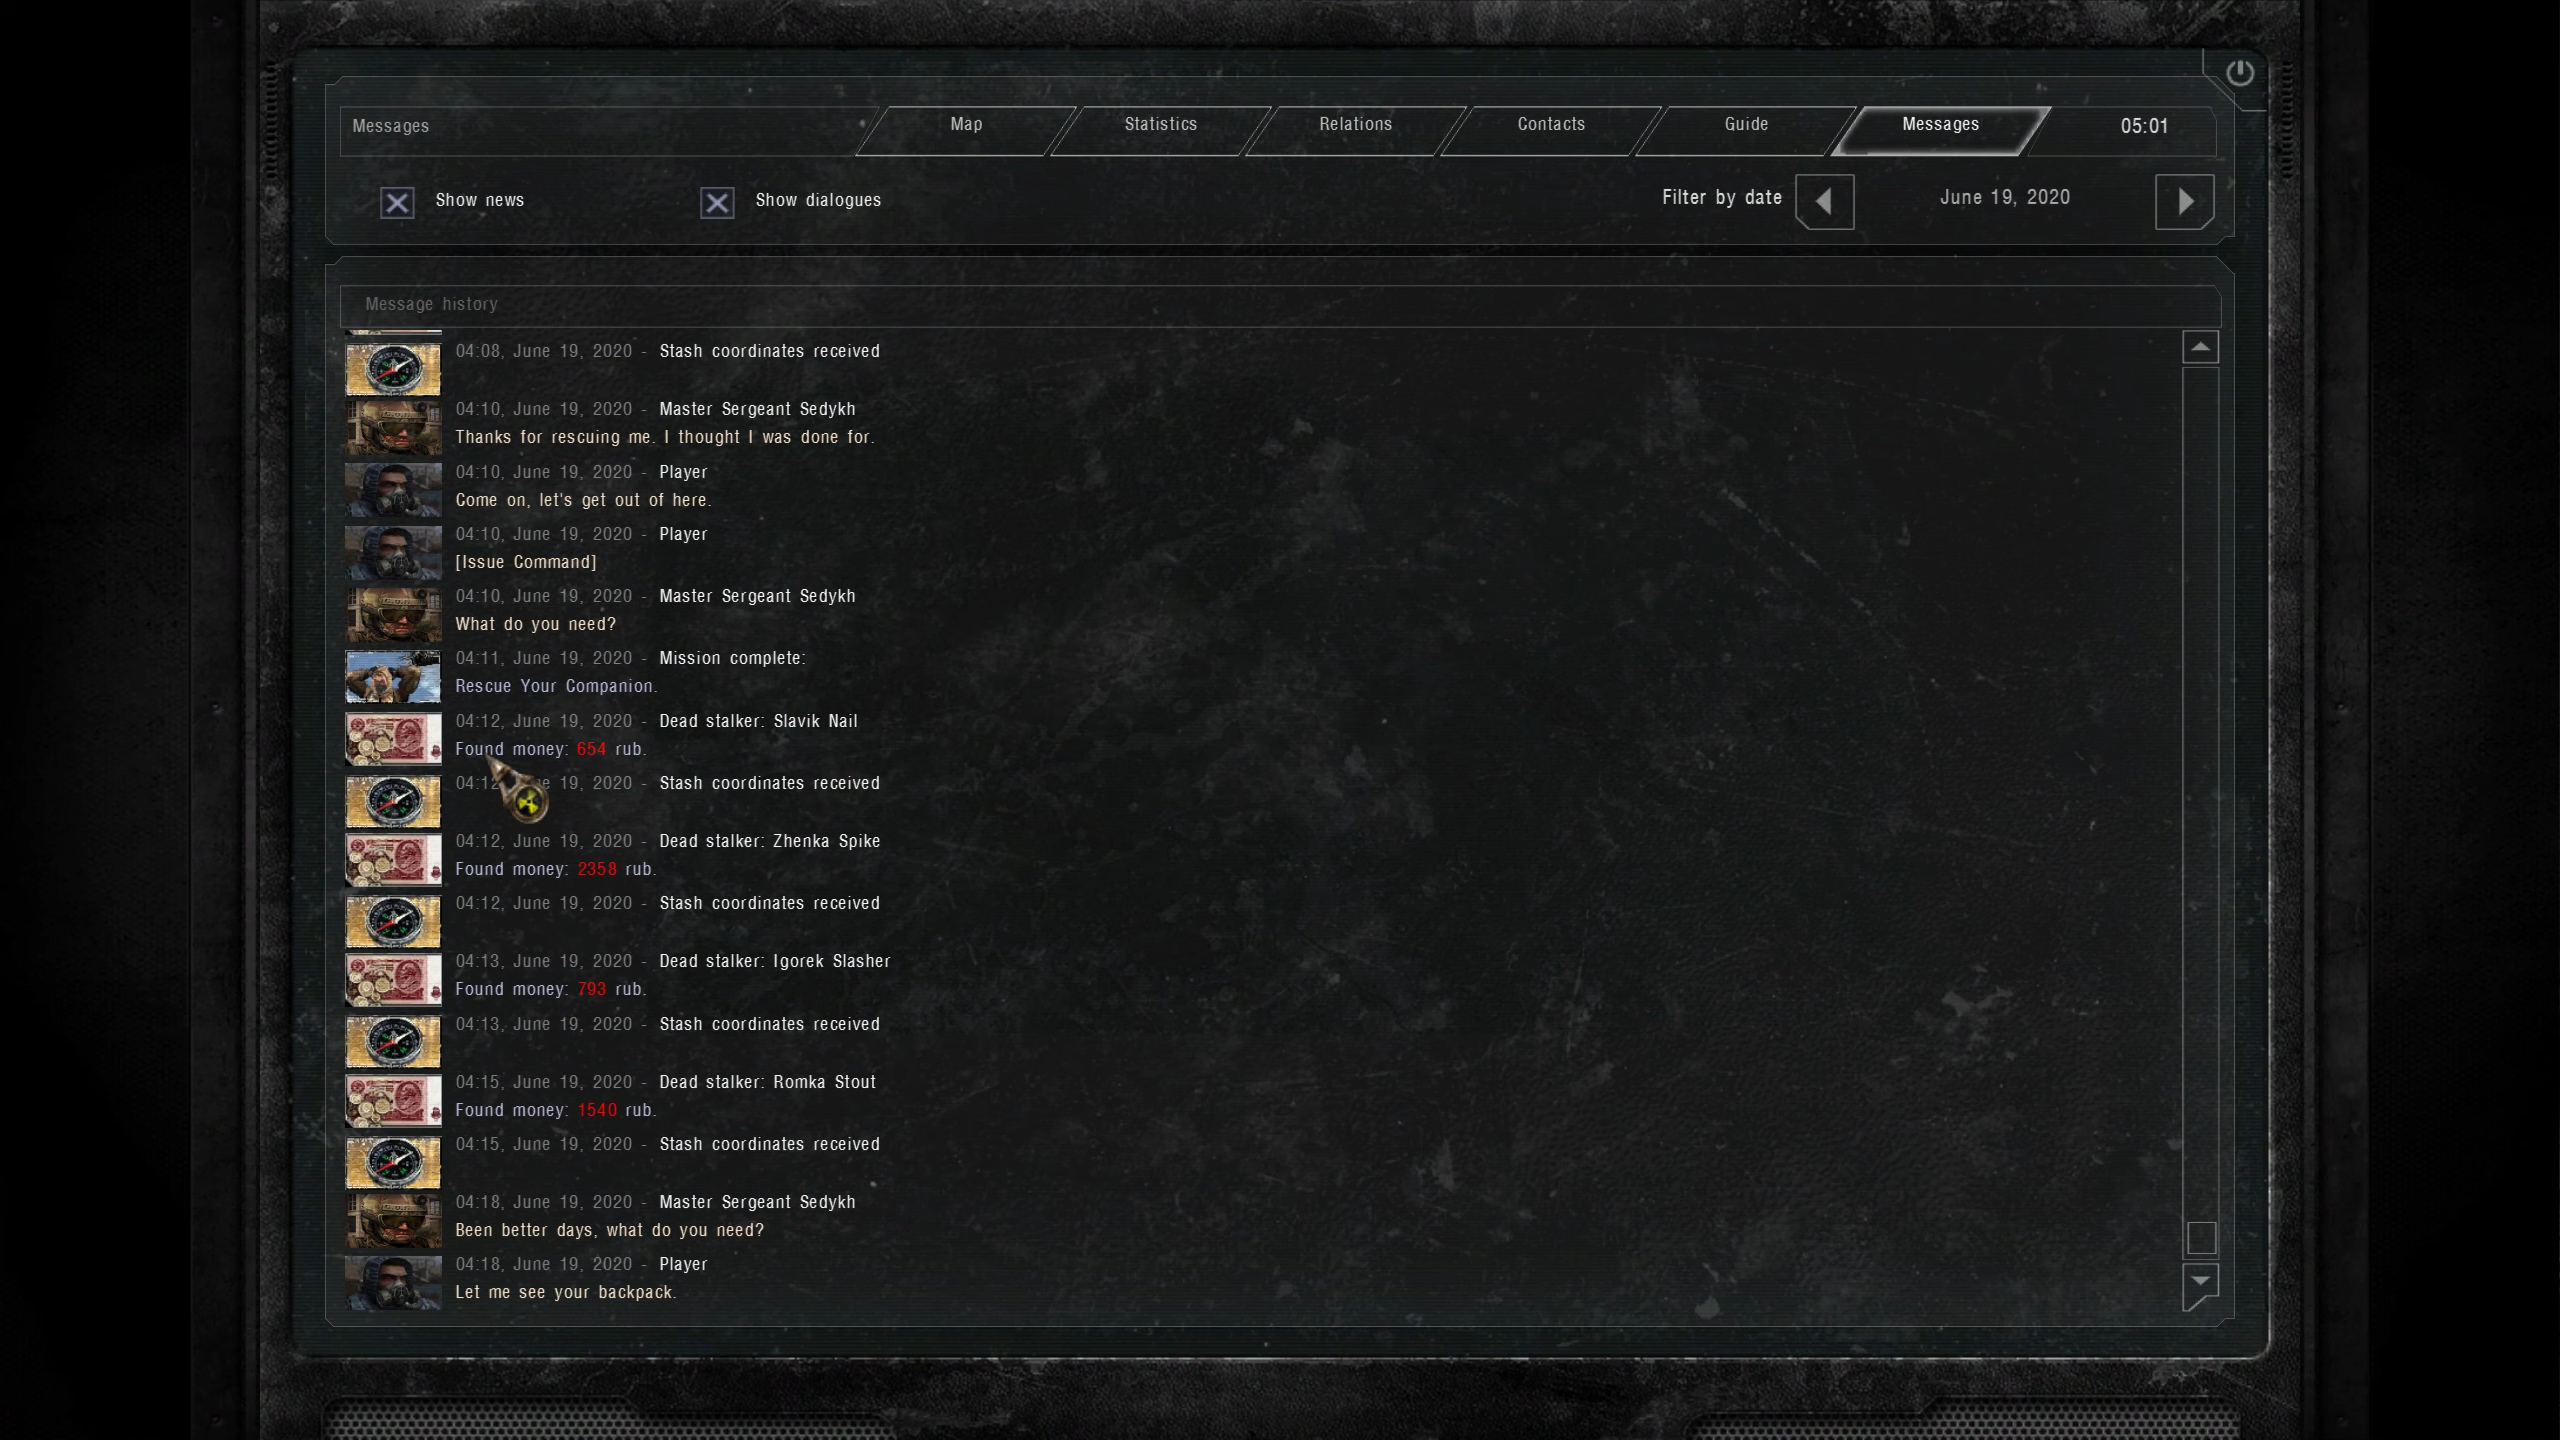 Messages
Map
Statistics
Relations
Contacts
Guide
Messages
05:01
Show news
Show dialogues
Filter by date
June 19, 2020
Message history
04:08, June 19, 2020 - Stash coordinates received
04:10, June 19, 2020 - Master Sergeant Sedykh
Thanks for rescuing me. I thought I was done for.
04:10, June 19, 2020 - Player
Come on, let's get out of here.
04:10, June 19, 2020 - Player
[Issue Command]
04:10, June 19, 2020 - Master Sergeant Sedykh
What do you need?
04:11, June 19, 2020 - Mission complete:
Rescue Your Companion.
04:12, June 19, 2020 - Dead stalker: Slavik Nail
Found money: 654 rub.
04:12 19, 2020 - Stash coordinates received
04:12, June 19, 2020 - Dead stalker: Zhenka Spike
Found money: 2358 rub.
04:12, June 19, 2020 - Stash coordinates received
04:13, June 19, 2020 - Dead stalker: Igorek Slasher
Found money: 793 rub.
04:13, June 19, 2020 - Stash coordinates received
04:15, June 19, 2020 - Dead stalker: Romka Stout
Found money: 1540 rub.
04:15, June 19, 2020 - Stash coordinates received
04:18, June 19, 2020 - Master Sergeant Sedykh
Been better days, what do you need?
04:18, June 19, 2020 - Player
Let me see your backpack.